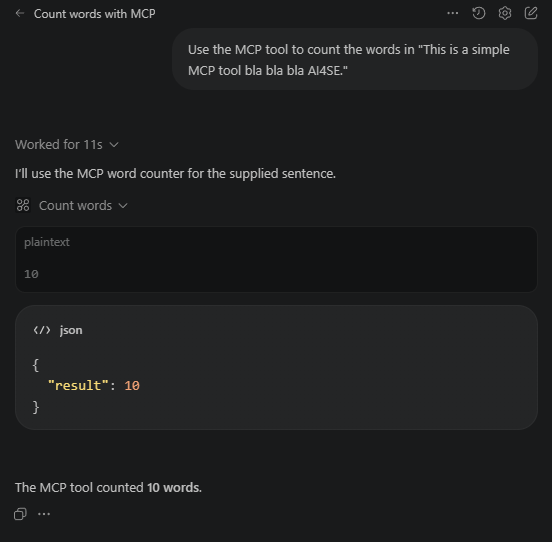 Count words with MCP
Use the MCP tool to count the words in "This is a simple
MCP tool bla bla bla AI4SE."
Worked for 11s
I'll use the MCP word counter for the supplied sentence.
Count words
plaintext
10
</> json
{
"result": 10
}
The MCP tool counted 10 words.